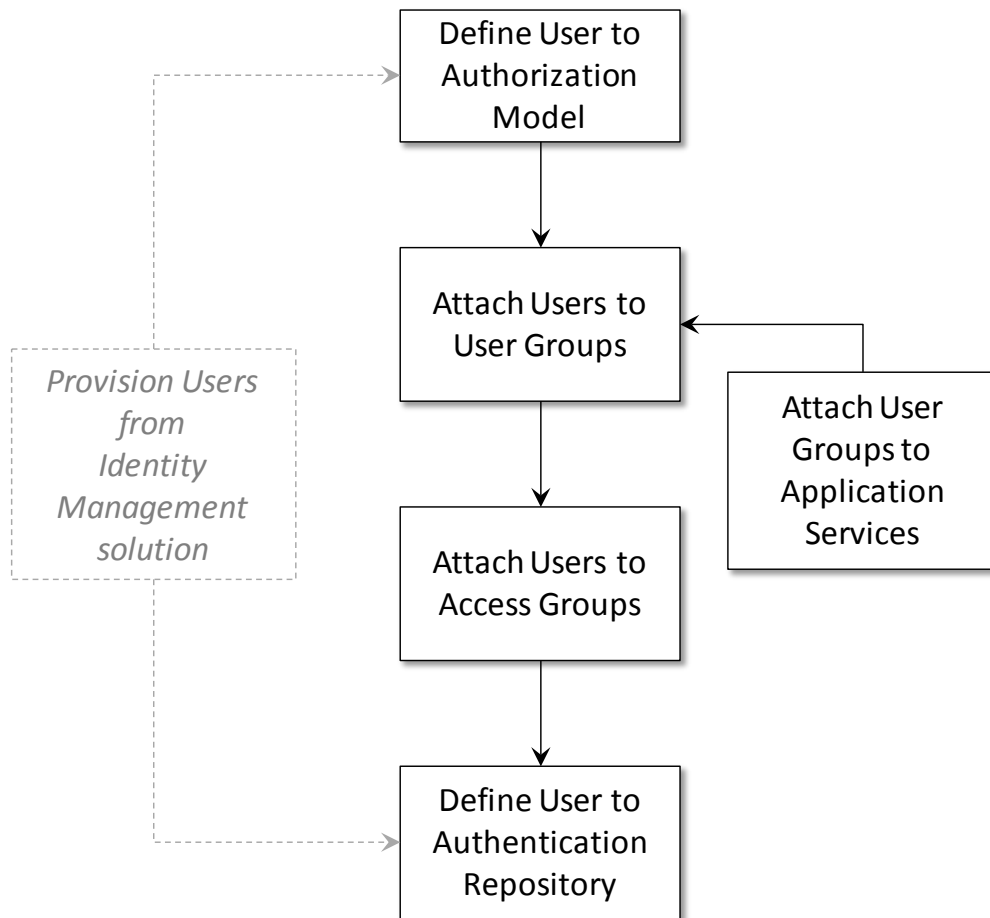 Define User to
Authorization
Model
Attach Users to
User Groups
Provision Users
from
Identity
Management
solution
Attach User
Groups to
Application
Services
Attach Users to
Access Groups
Define User to
Authentication
Repository